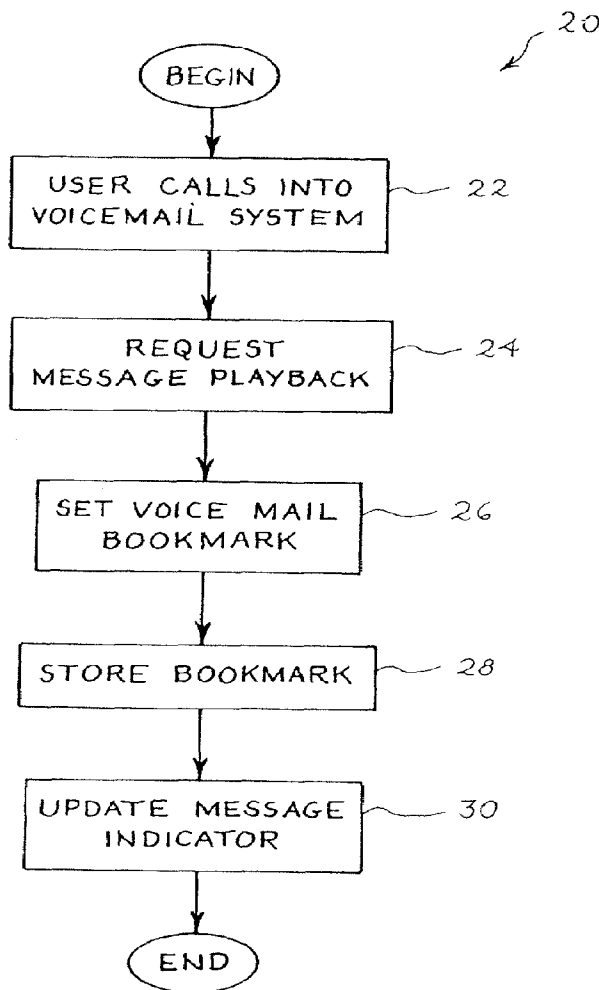 20
BEGIN
USER CALLS INTO
VOICEMAIL SYSTEM
22
REQUEST
MESSAGE PLAYBACK
24
SET VOICE MAIL
BOOKMARK
26
STORE BOOKMARK
28
UPDATE MESSAGE
INDICATOR
30
END